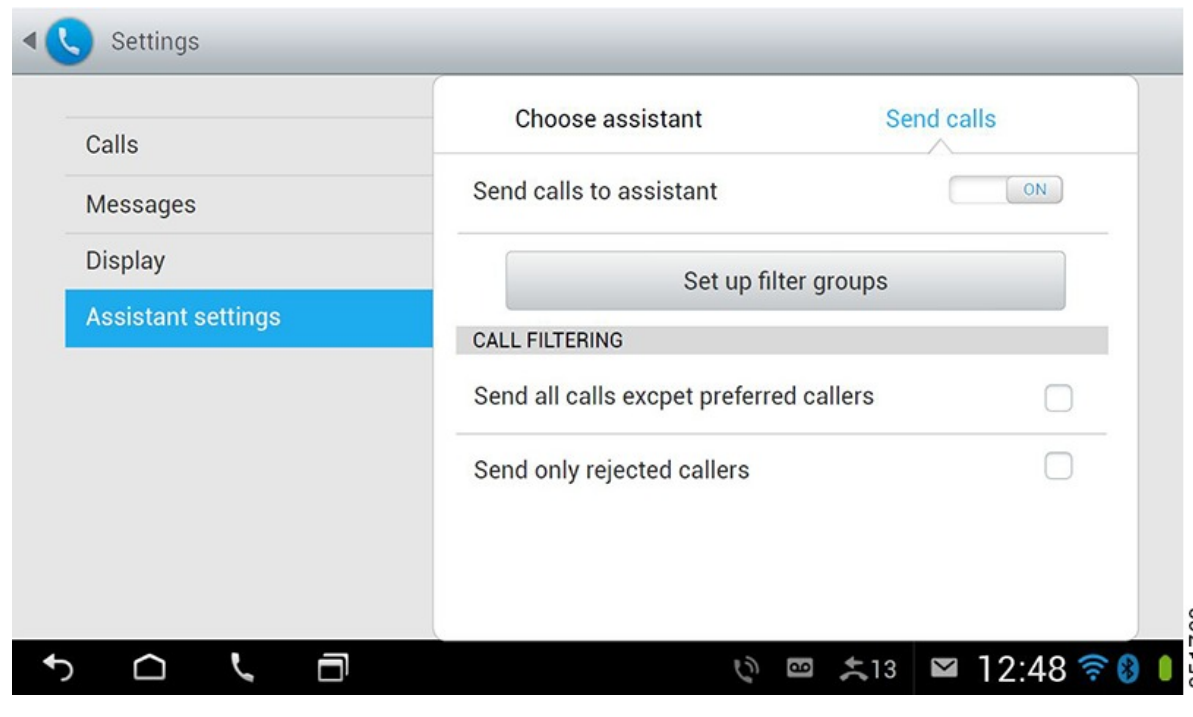 Settings
Calls
Messages
Display
Assistant settings
Choose assistant
Send calls
Send calls to assistant
ON
Set up filter groups
CALL FILTERING
Send all calls excpet preferred callers
Send only rejected callers
13
12:48